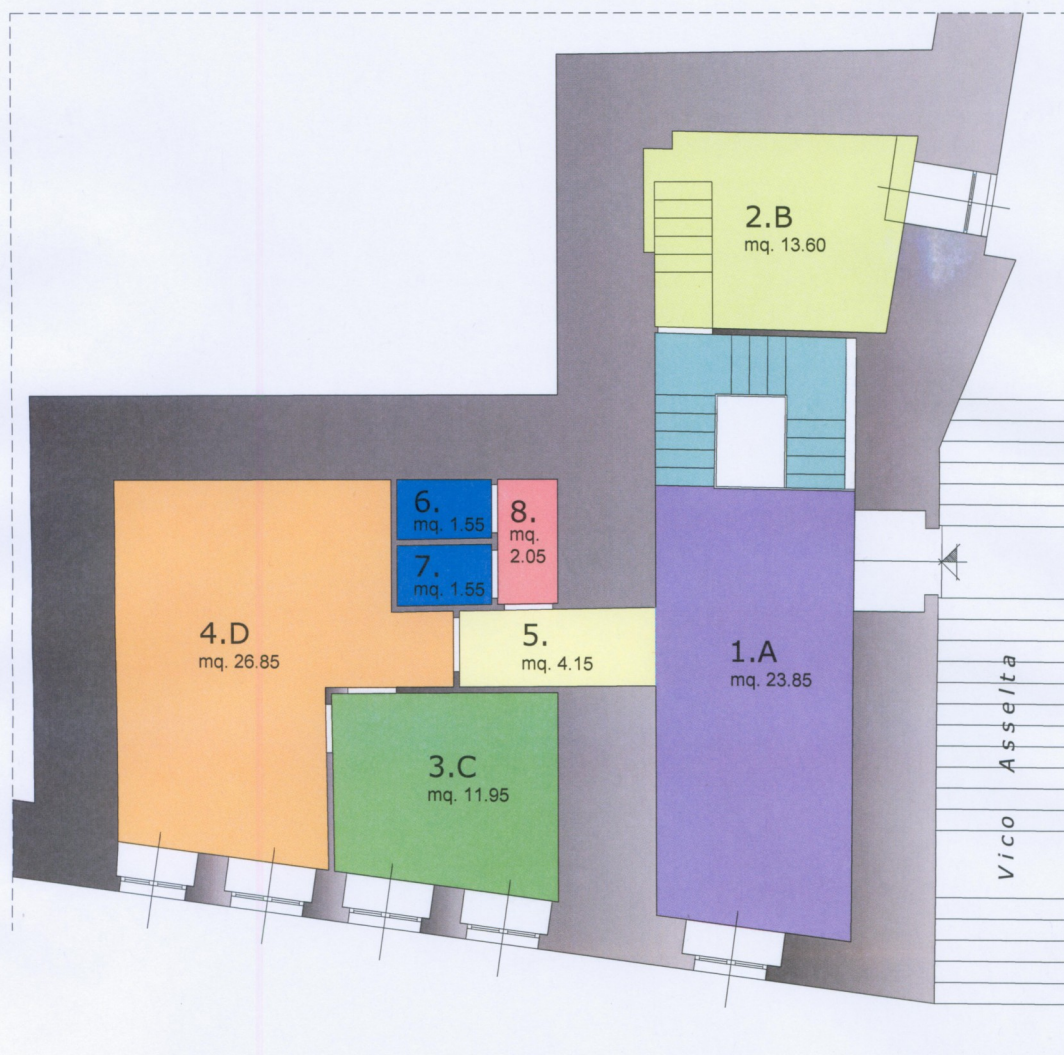 2.B
mq. 13.60
6.
mq. 1.55
8.
mq.
2.05
7.
mq. 1.55
4.D
mq. 26.85
5.
mq. 4.15
1.A
mq. 23.85
3.C
mq. 11.95
Vico Asselta